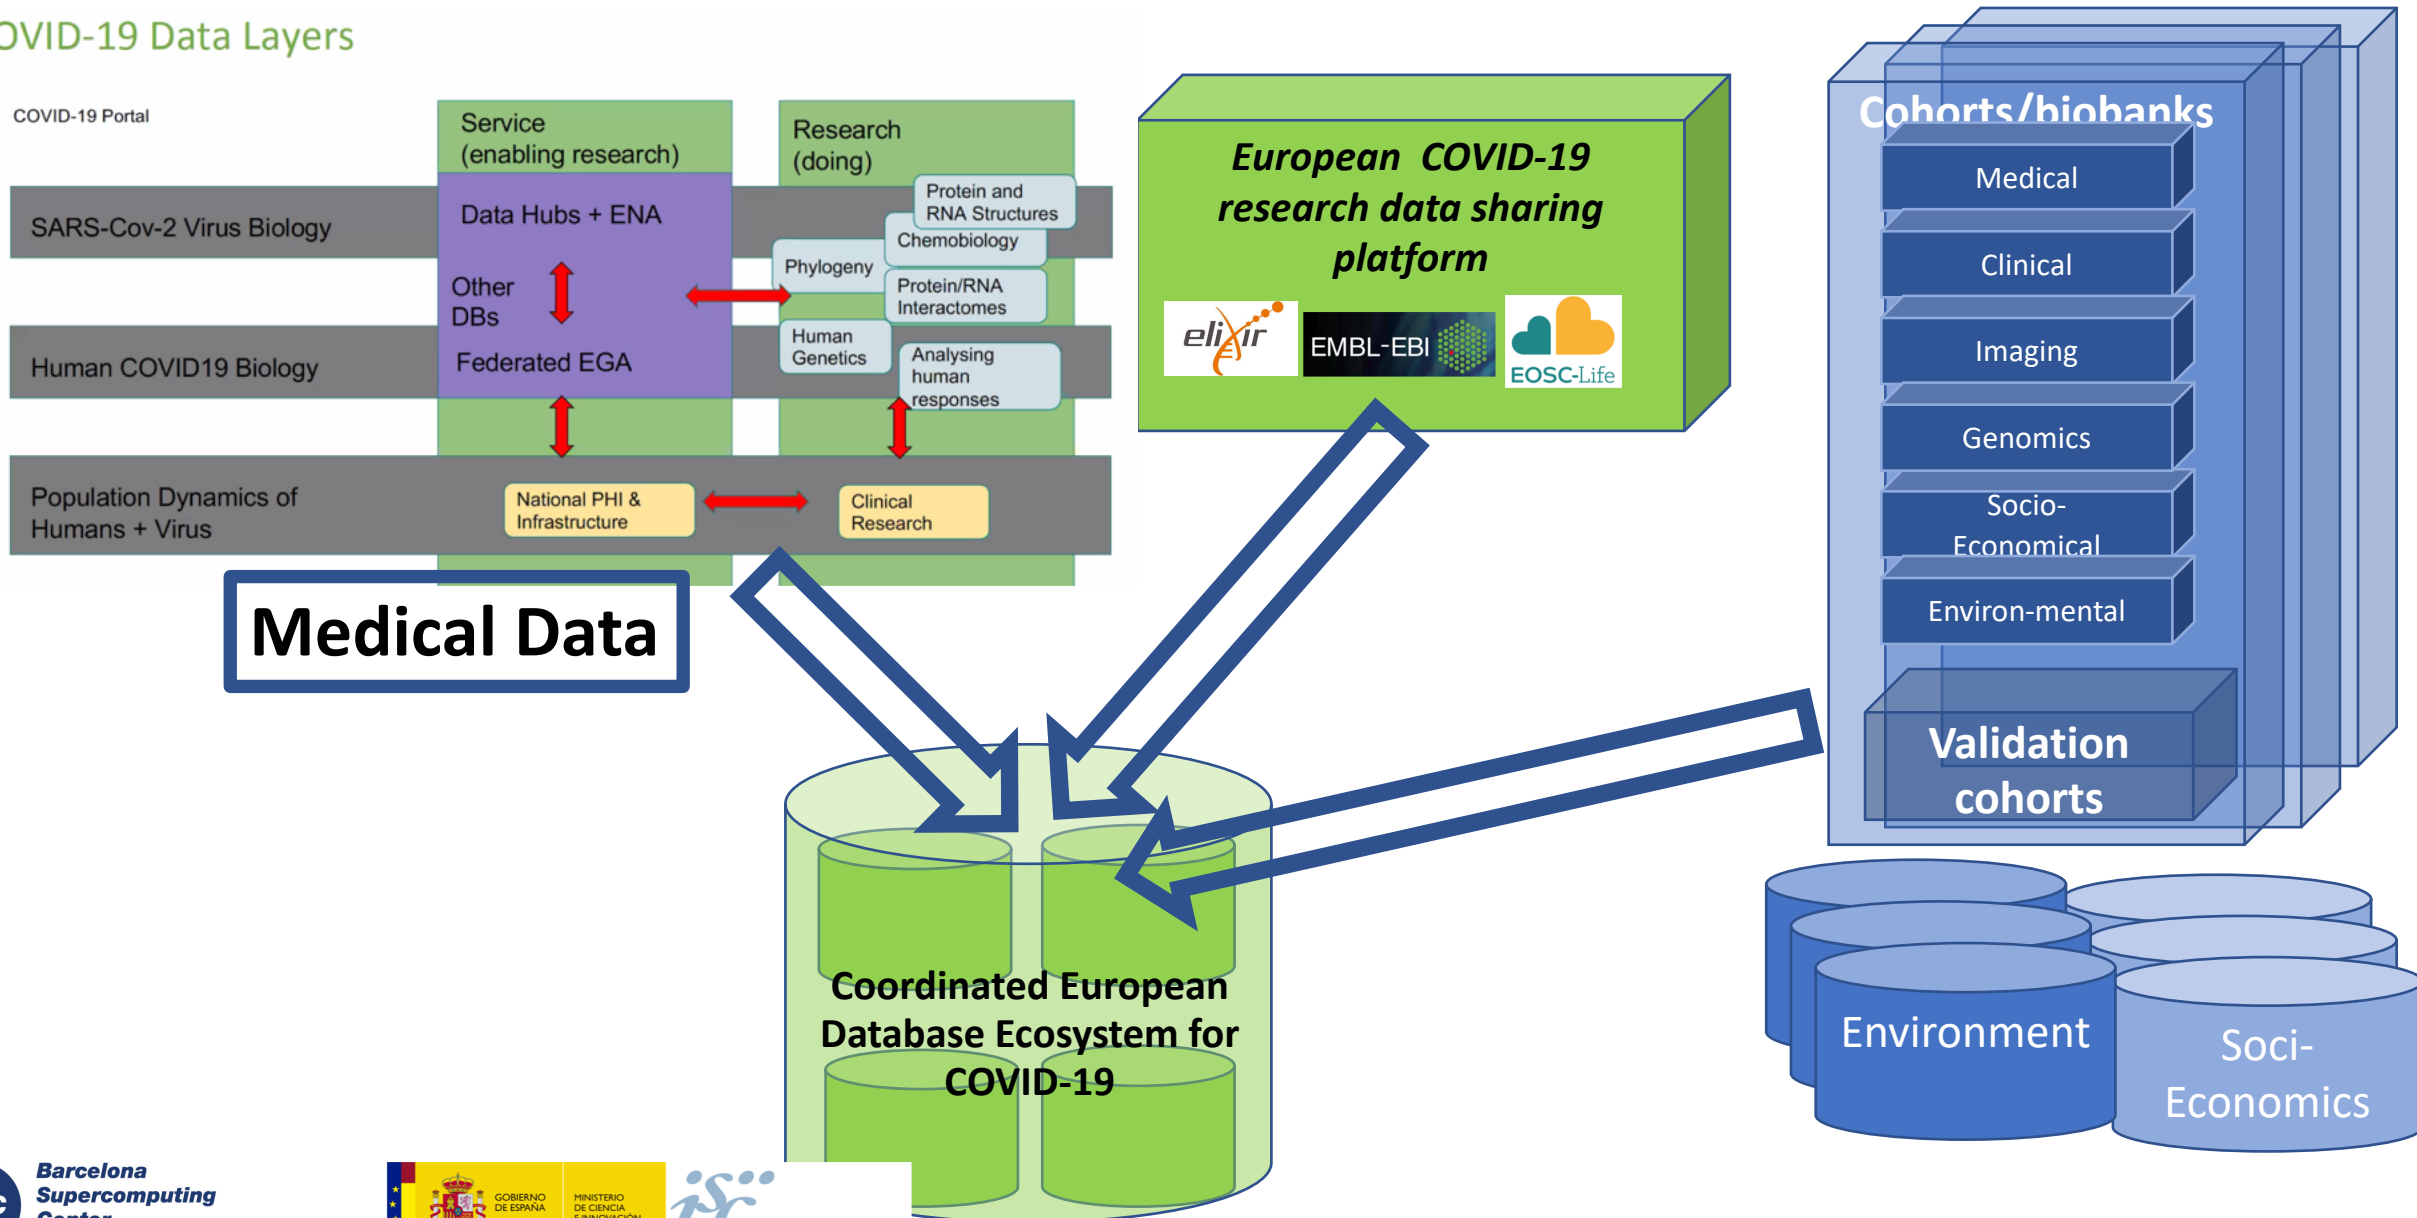 OVID-19 Data Layers
COVID-19 Portal
Service
(enabling research)
Research
(doing)
SARS-Cov-2 Virus Biology
Data Hubs + ENA
Protein and
RNA Structures
Chemobiology
Phylogeny
Protein/RNA
Interactomes
Other
DBs
Human COVID19 Biology
Federated EGA
Human
Genetics
Analysing
human
responses
Population Dynamics of
Humans + Virus
National PHI &
Infrastructure
Clinical
Research
Medical Data
European COVID-19
research data sharing
platform
elixir
EMBL-EBI
EOSC-Life
Cohorts/biobanks
Medical
Clinical
Imaging
Genomics
Socio-
Economical
Environ-mental
Validation
cohorts
Environment
Soci-
Economics
Coordinated European
Database Ecosystem for
COVID-19
Barcelona
Supercomputing
Center
GOBIERNO
DE ESPAÑA
MINISTERIO
DE CIENCIA
E INNOVACIÓN